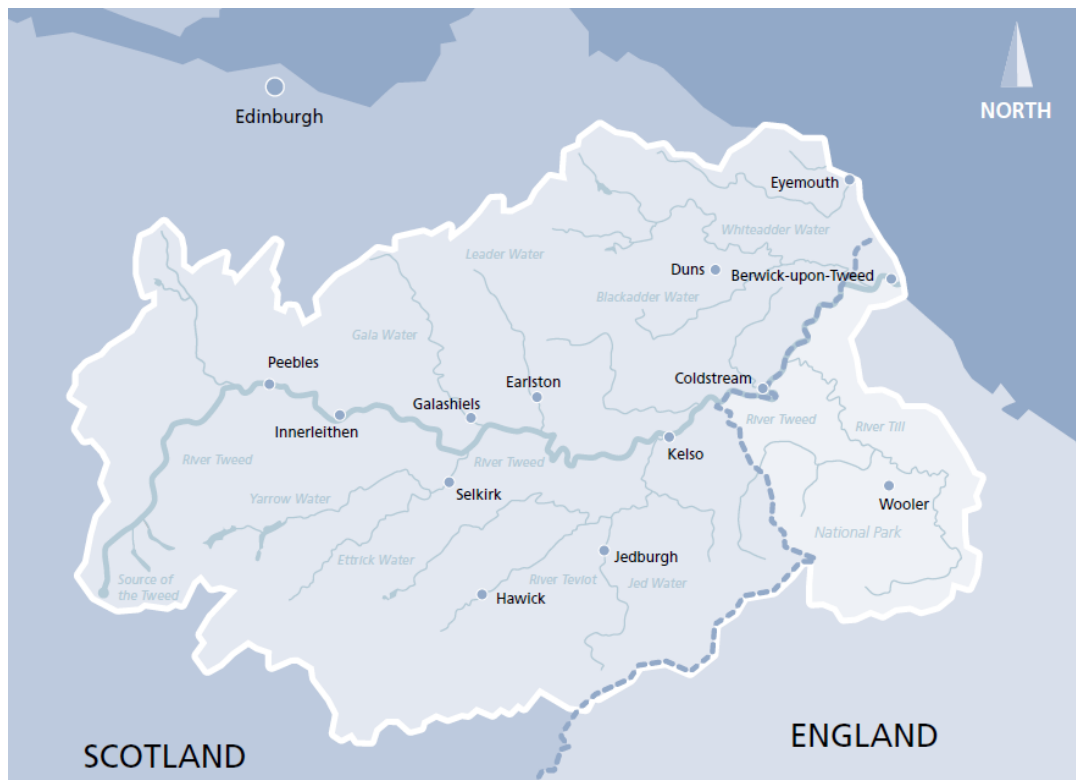 Edinburgh
NORTH
Eyemouth
Whiteadder Water
Leader Water
Duns
Berwick-upon-Tweed
Blackadder Water
Gala Water
Peebles
Earlston
Coldstream
Galashiels
River Tweed
River Till
Innerleithen
Kelso
River Tweed
River Tweed
Selkirk
Yarrow Water
Wooler
National Park
Ettrick Water
Jedburgh
Source of
the Tweed
River Teviot
Jed Water
Hawick
ENGLAND
SCOTLAND